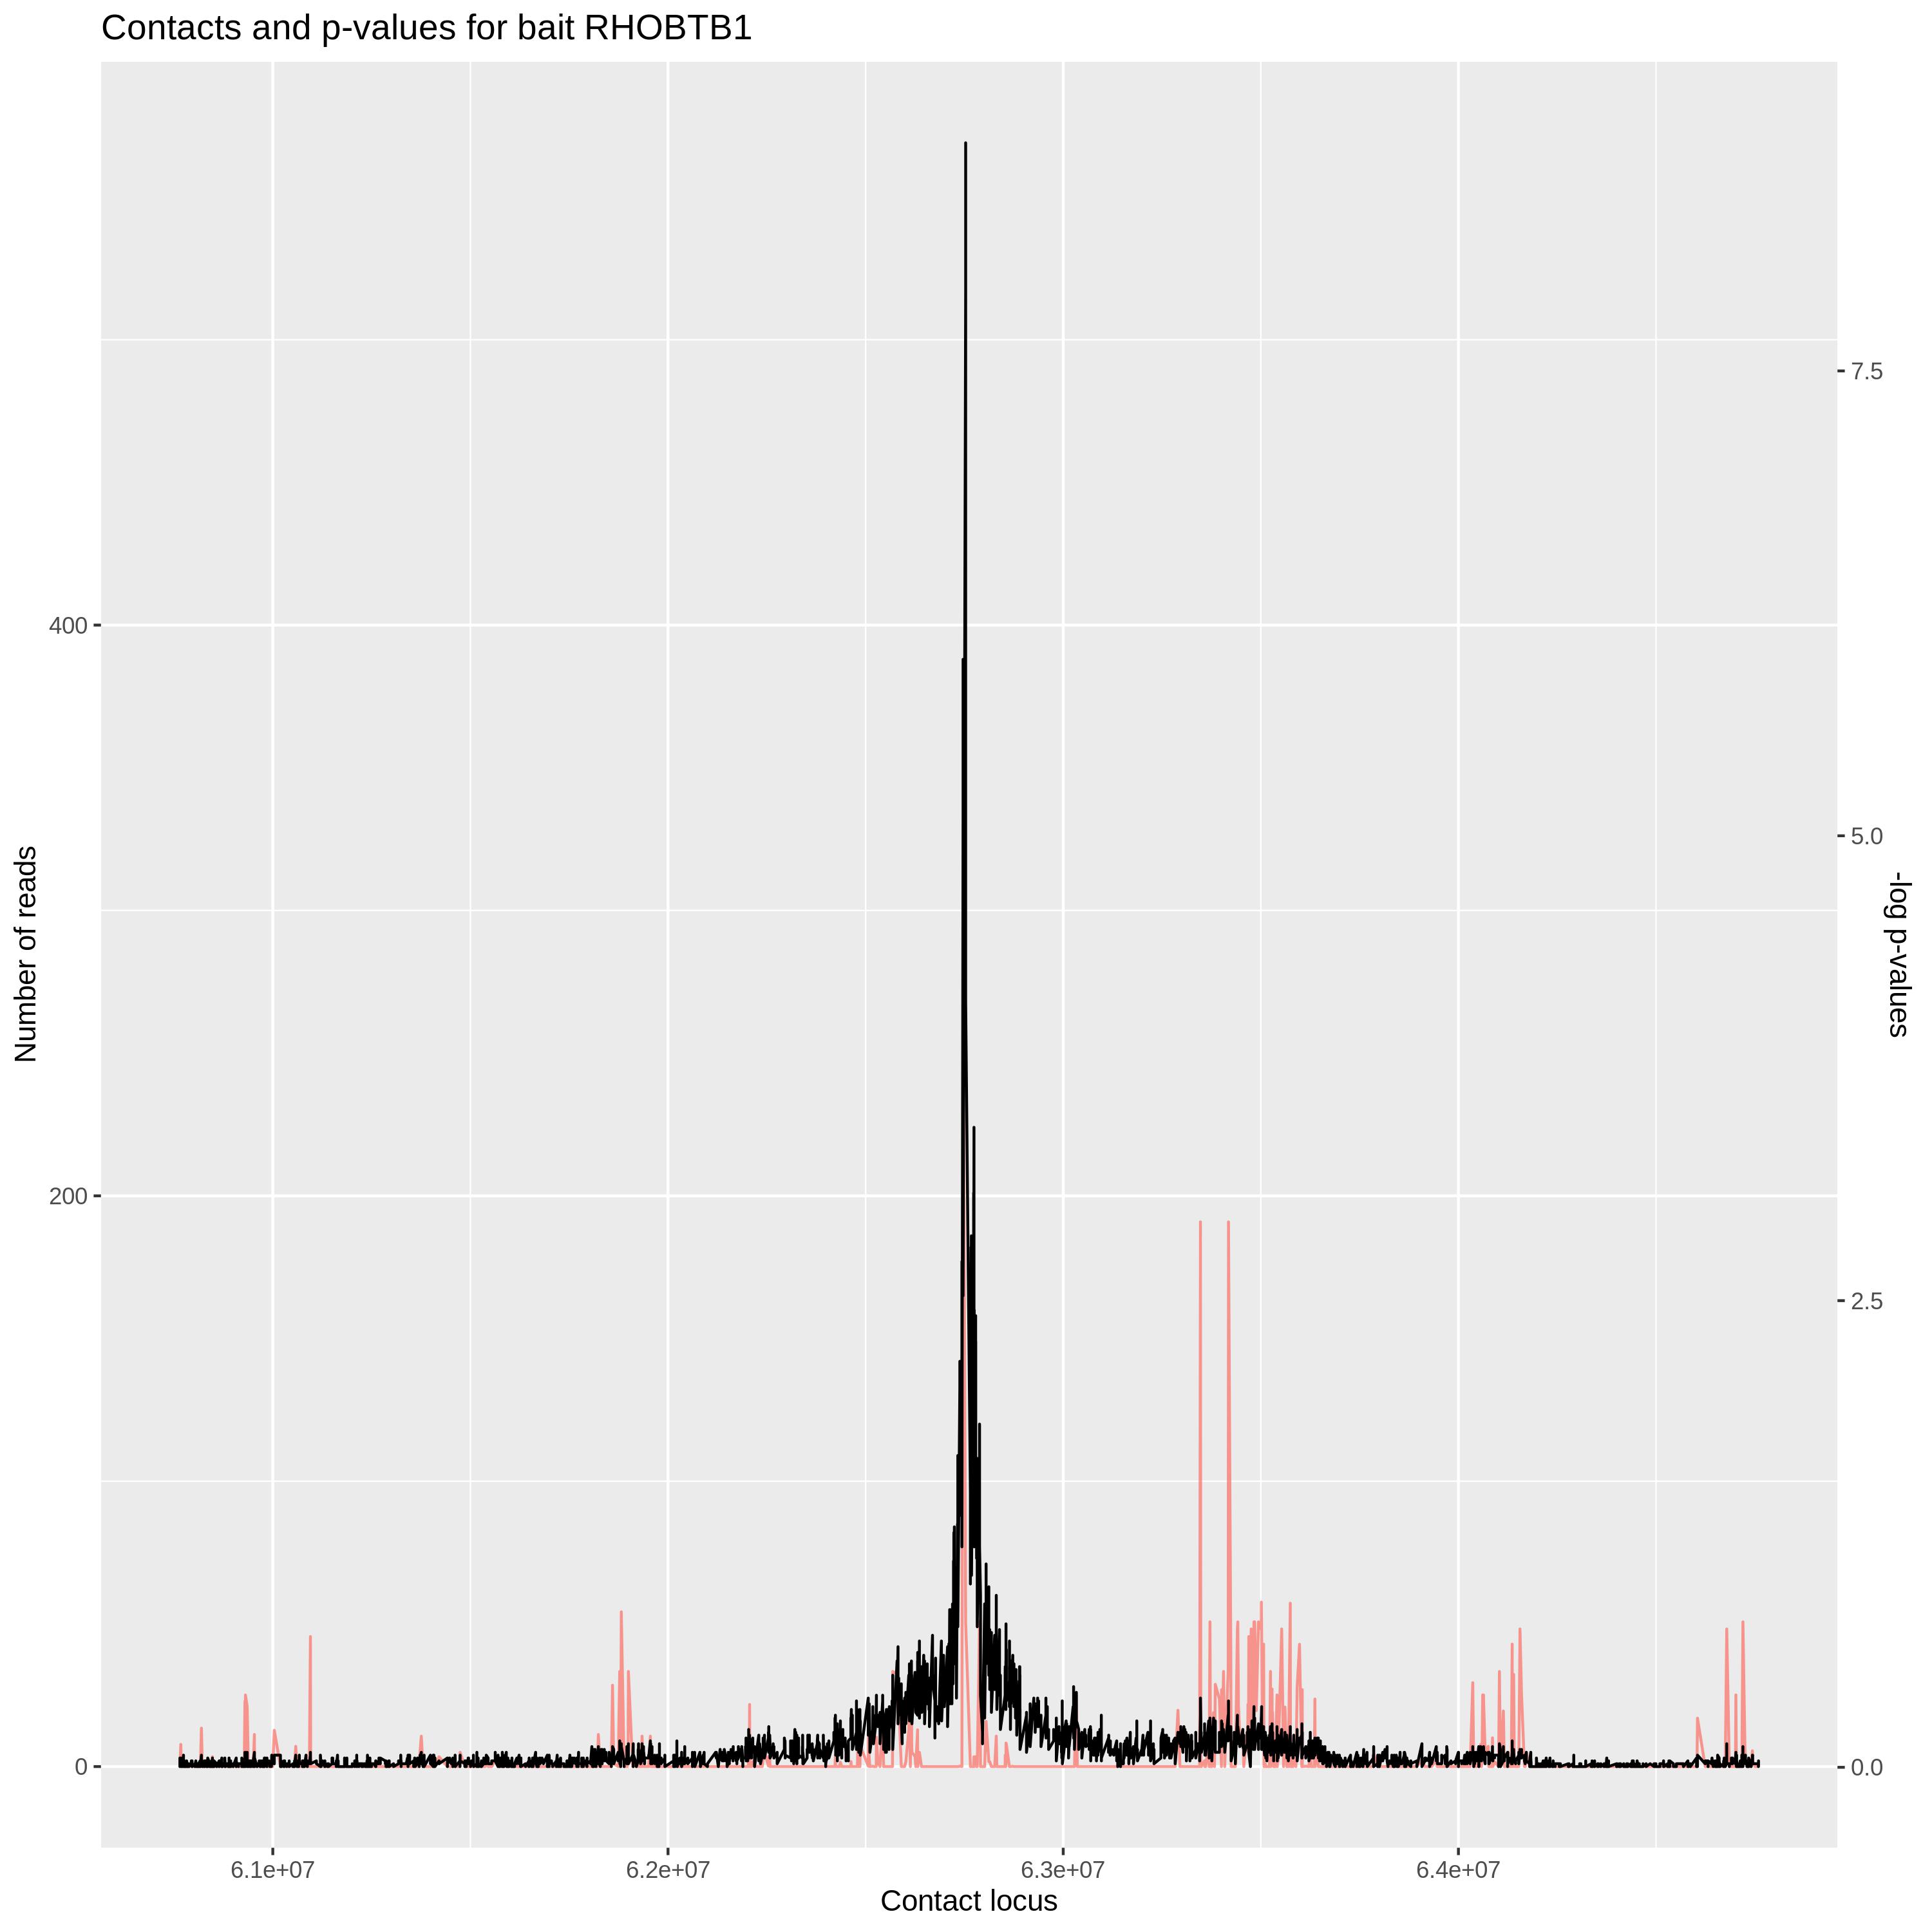 Contacts and p-values for bait RHOBTB1
Number of reads
400
200
0
7.5
5.0
2.5
0.0
-log p-values
6.1e+07 6.2e+07 6.3e+07 6.4e+07
Contact locus